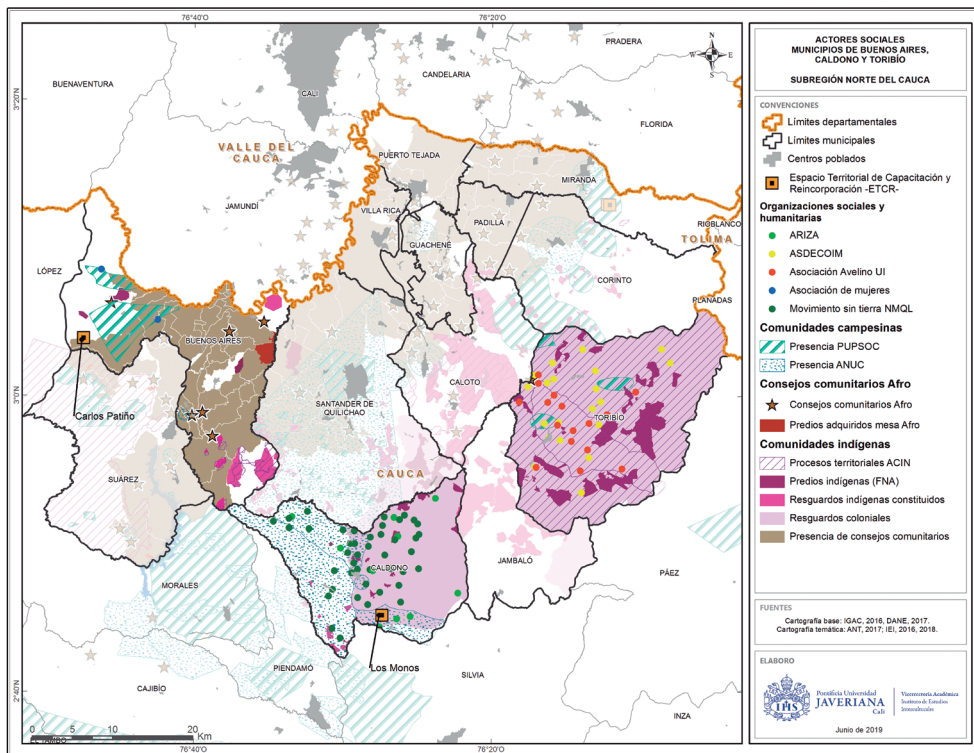 76°40'O
76°20'O
3°20'N
3°0'N
2°40'N
76°40'O
76°20'O
N
W
E
S
PRADERA
CANDELARIA
BUENAVENTURA
CALI
FLORIDA
VALLE DEL
CAUCA
PUERTO TEJADA
MIRANDA
JAMUNDÍ
VILLA RICA
PADILLA
RIOBLANCO
GUACHENÉ
TOLIMA
LÓPEZ
CORINTO
PLANADAS
BUENOS AIRES
CALOTO
SANTANDER DE
QUILICHAO
TORIBÍO
Carlos Patiño
CAUCA
SUÁREZ
JAMBALÓ
CALDONO
MORALES
PÁEZ
Los Monos
PIENDAMÓ
SILVIA
CAJIBÍO
INZA
0
5
10
20
Km
ACTORES SOCIALES
MUNICIPIOS DE BUENOS AIRES,
CALDONO Y TORIBÍO
SUBREGIÓN NORTE DEL CAUCA
CONVENCIONES
Límites departamentales
Límites municipales
Centros poblados
Espacio Territorial de Capacitación y
Reincorporación -ETCR-
Organizaciones sociales y
humanitarias
ARIZA
ASDECOIM
Asociación Avelino UI
Asociación de mujeres
Movimiento sin tierra NMQL
Comunidades campesinas
Presencia PUPSOC
Presencia ANUC
Consejos comunitarios Afro
Consejos comunitarios Afro
Predios adquiridos mesa Afro
Comunidades indígenas
Procesos territoriales ACIN
Predios indígenas (FNA)
Resguardos indígenas constituidos
Resguardos coloniales
Presencia de consejos comunitarios
FUENTES
Cartografía base: IGAC, 2016, DANE, 2017.
Cartografía temática: ANT, 2017; IEI, 2016, 2018.
ELABORO
IHS
Pontificia Universidad
JAVERIANA
Cali
Vicerrectoría Académica
Instituto de Estudios
Interculturales
Junio de 2019